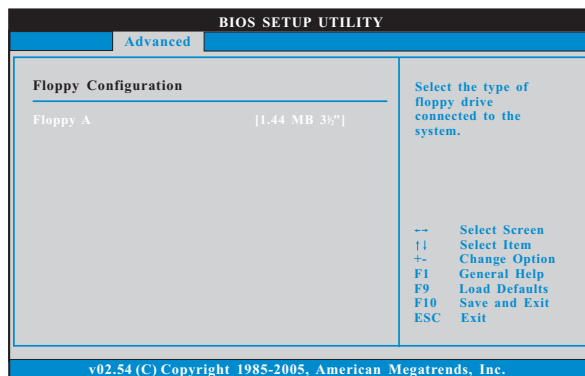 BIOS SETUP UTILITY
Advanced
Floppy Configuration
Floppy A [1.44 MB 3½"]
Select the type of
floppy drive
connected to the
system.
←→ Select Screen
↑↓ Select Item
+- Change Option
F1 General Help
F9 Load Defaults
F10 Save and Exit
ESC Exit
v02.54 (C) Copyright 1985-2005, American Megatrends, Inc.